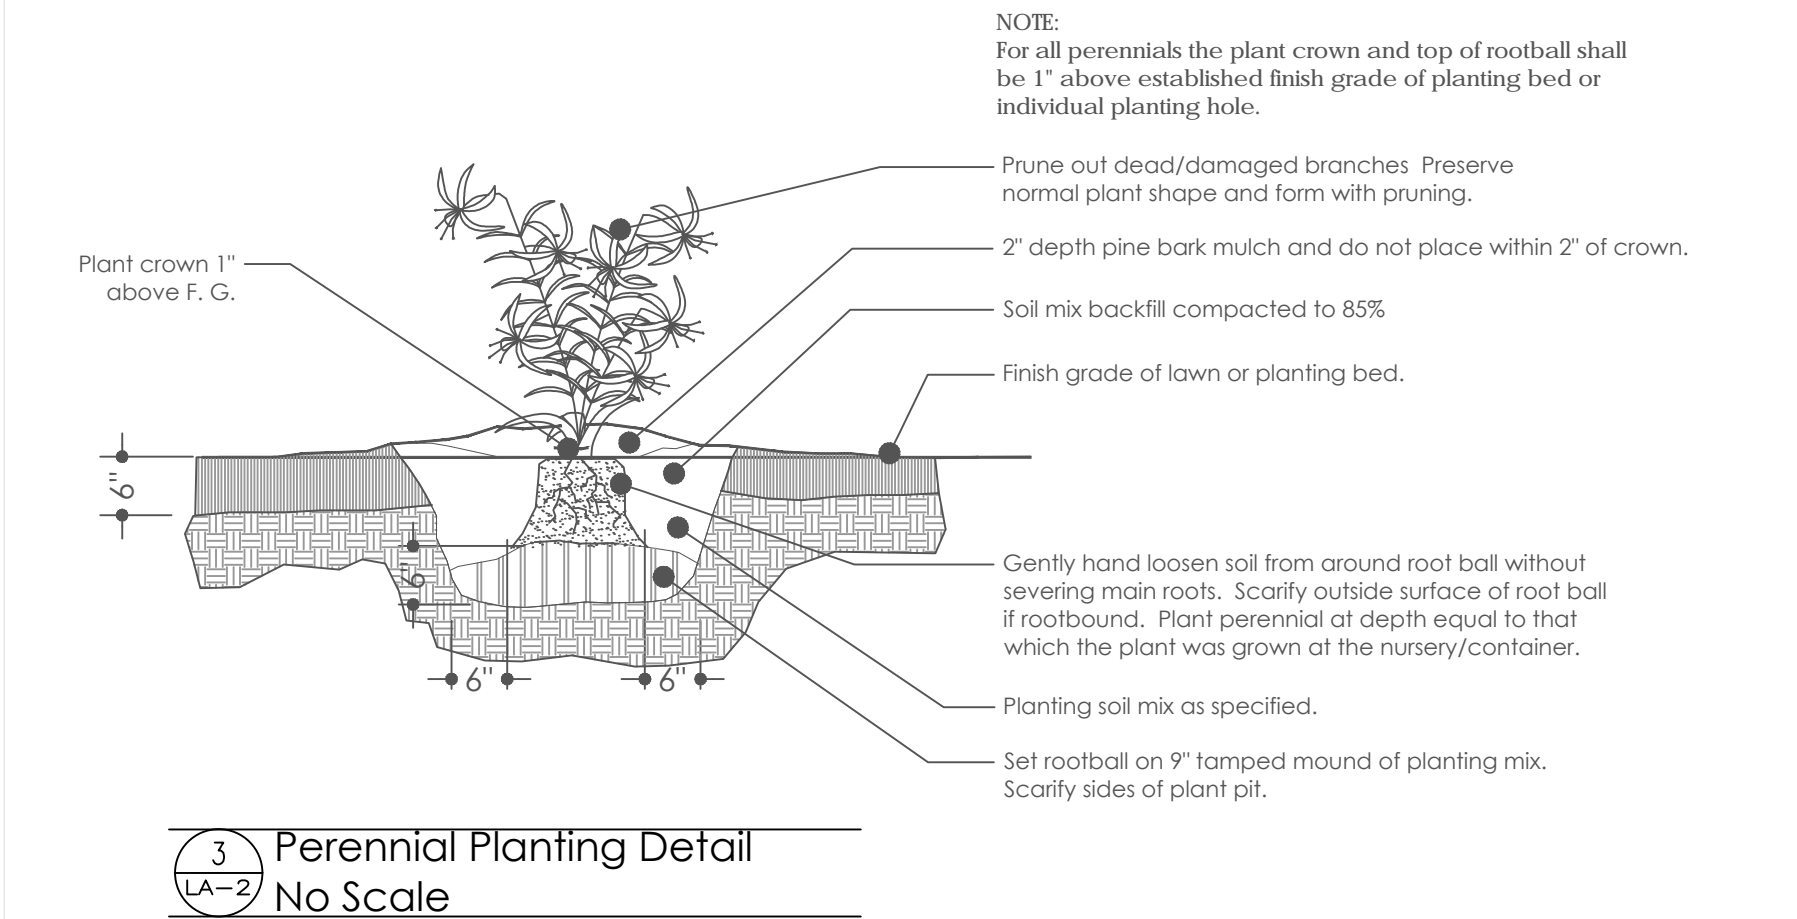 NOTE:
For all perennials the plant crown and top of rootball shall
be 1" above established finish grade of planting bed or
individual planting hole.
Prune out dead/damaged branches  Preserve
normal plant shape and form with pruning.
2" depth pine bark mulch and do not place within 2" of crown.
Plant crown 1"
above F. G.
Soil mix backfill compacted to 85%
Finish grade of lawn or planting bed.
6"
6"
Gently hand loosen soil from around root ball without
severing main roots.  Scarify outside surface of root ball
if rootbound.  Plant perennial at depth equal to that
which the plant was grown at the nursery/container.
6"
6"
Planting soil mix as specified.
Set rootball on 9" tamped mound of planting mix.
Scarify sides of plant pit.
3
LA-2
Perennial Planting Detail
No Scale